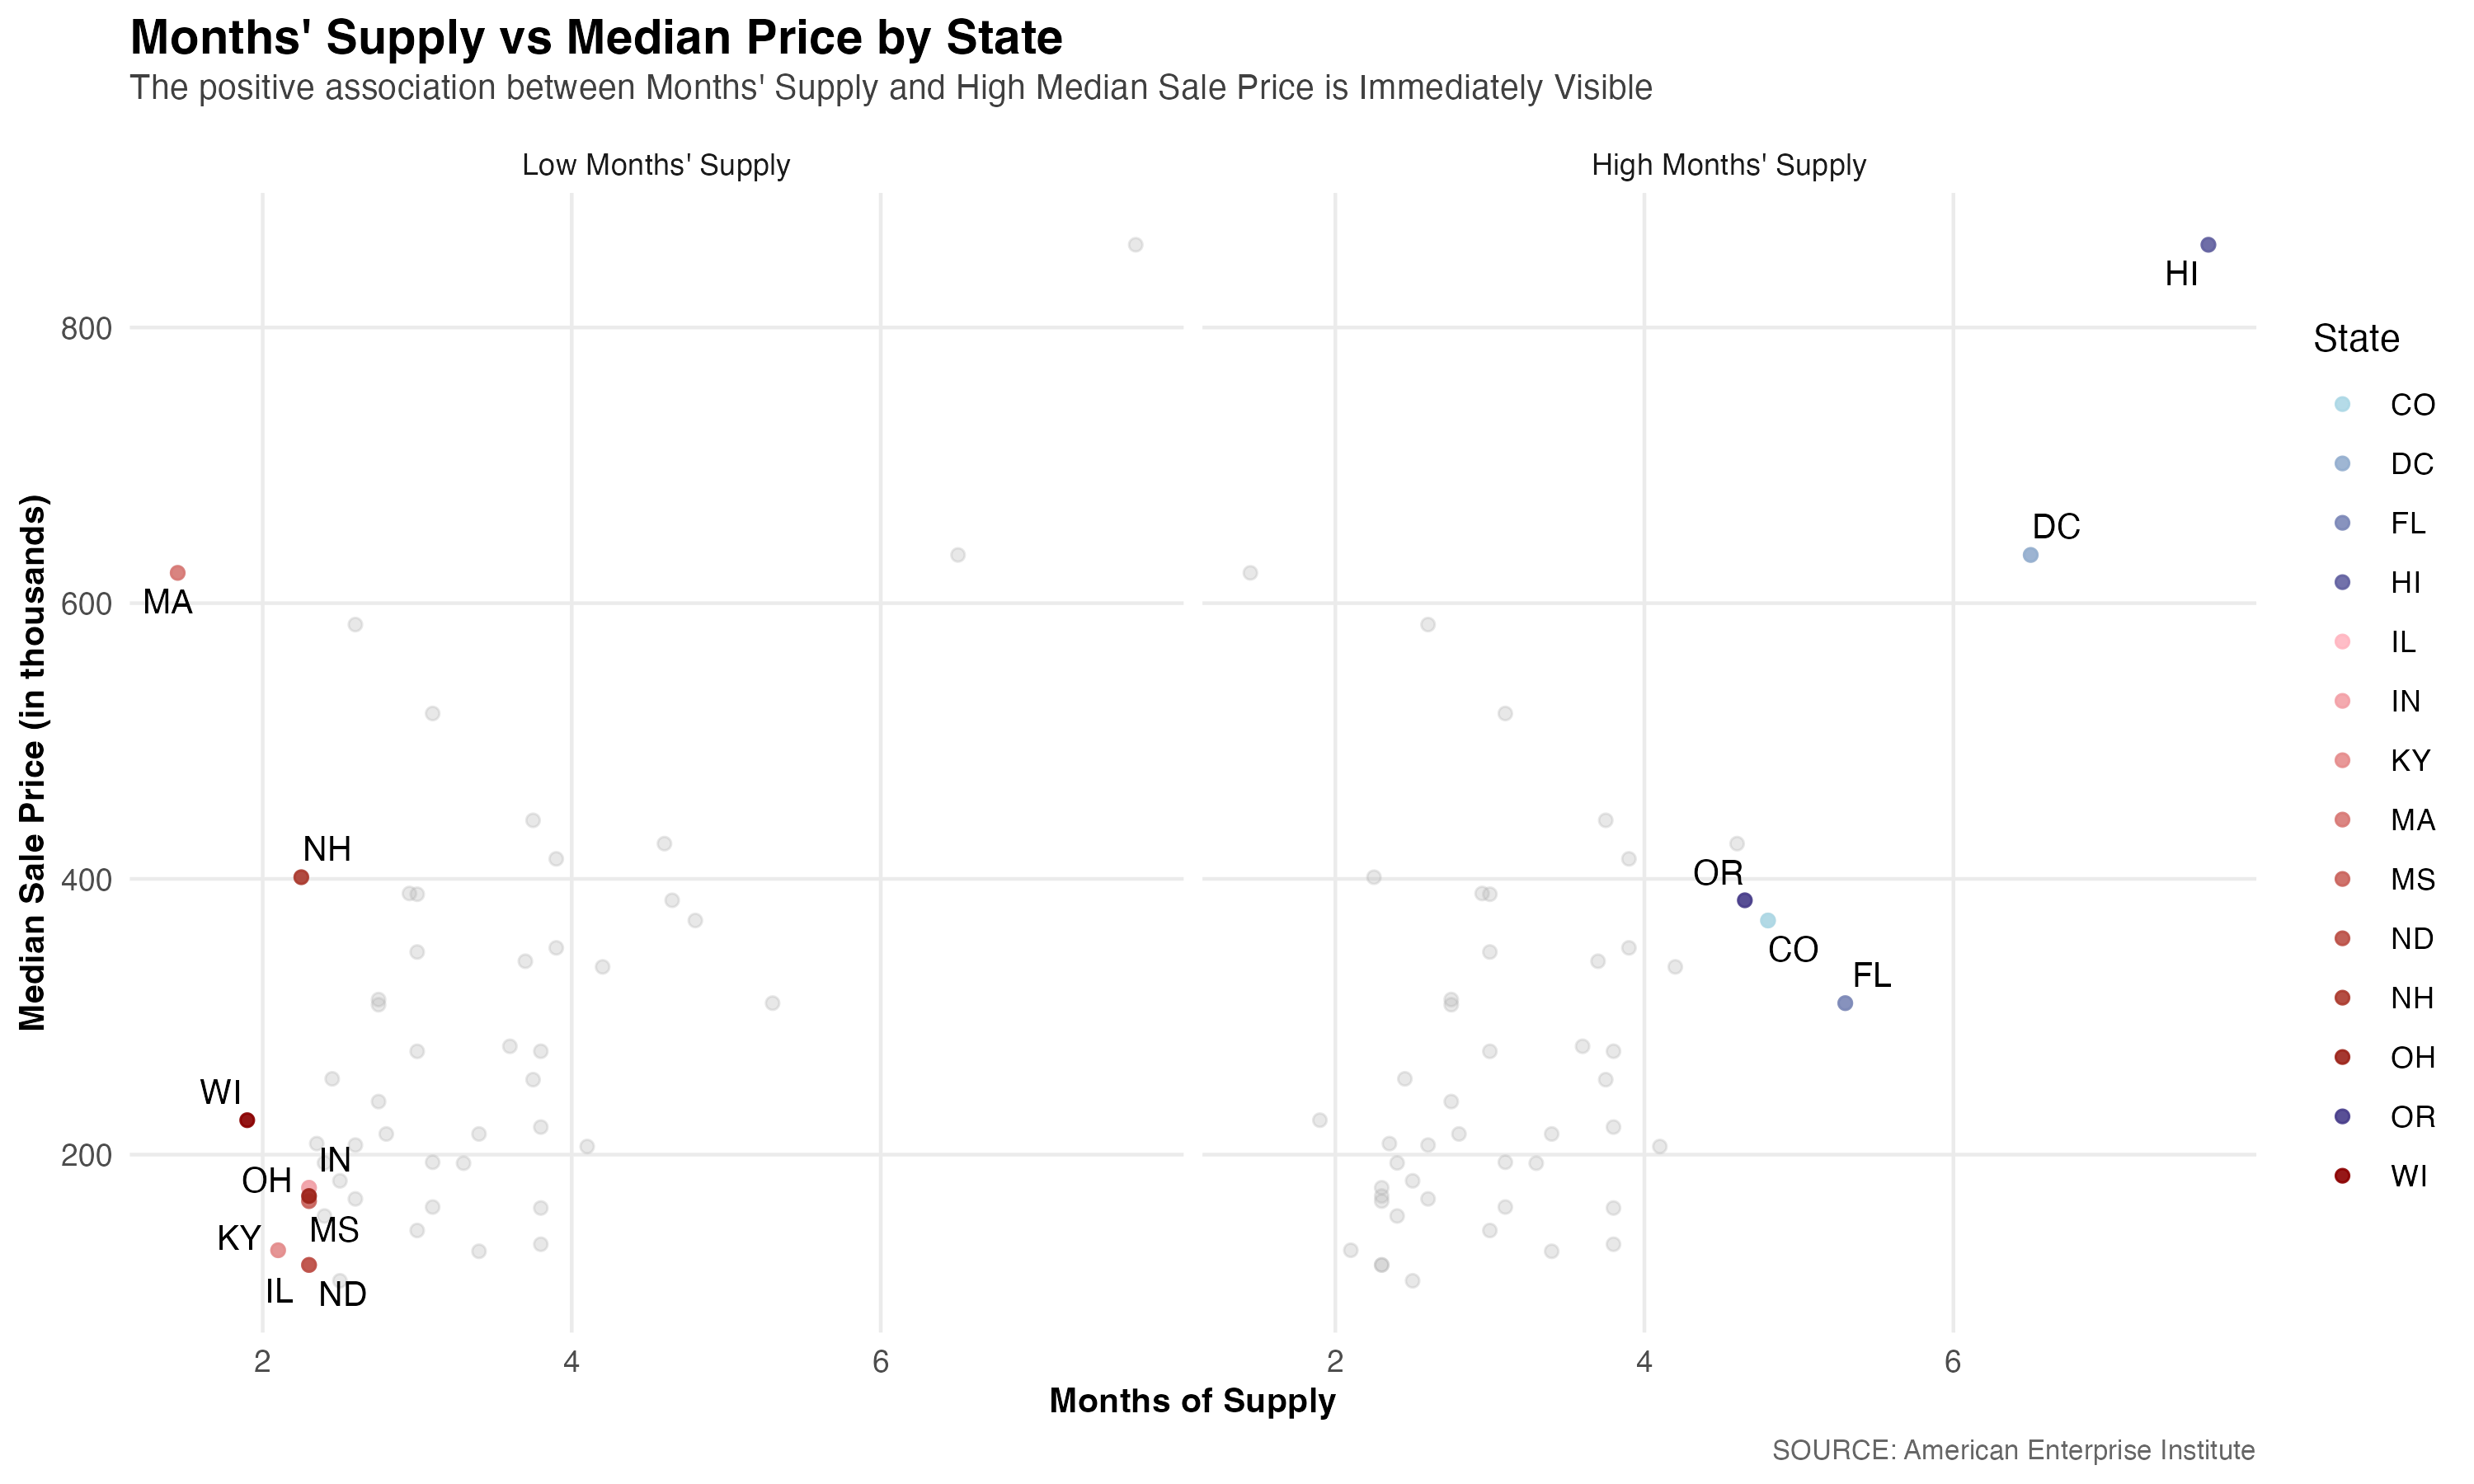 Months' Supply vs Median Price by State
The positive association between Months' Supply and High Median Sale Price is Immediately Visible
Low Months' Supply
High Months' Supply
Median Sale Price (in thousands)
800
600
400
200
MA
NH
WI
IN
OH
MS
KY
IL
ND
HI
DC
OR
CO
FL
2
4
6
2
4
6
Months of Supply
State
CO
DC
FL
HI
IL
IN
KY
MA
MS
ND
NH
OH
OR
WI
SOURCE: American Enterprise Institute